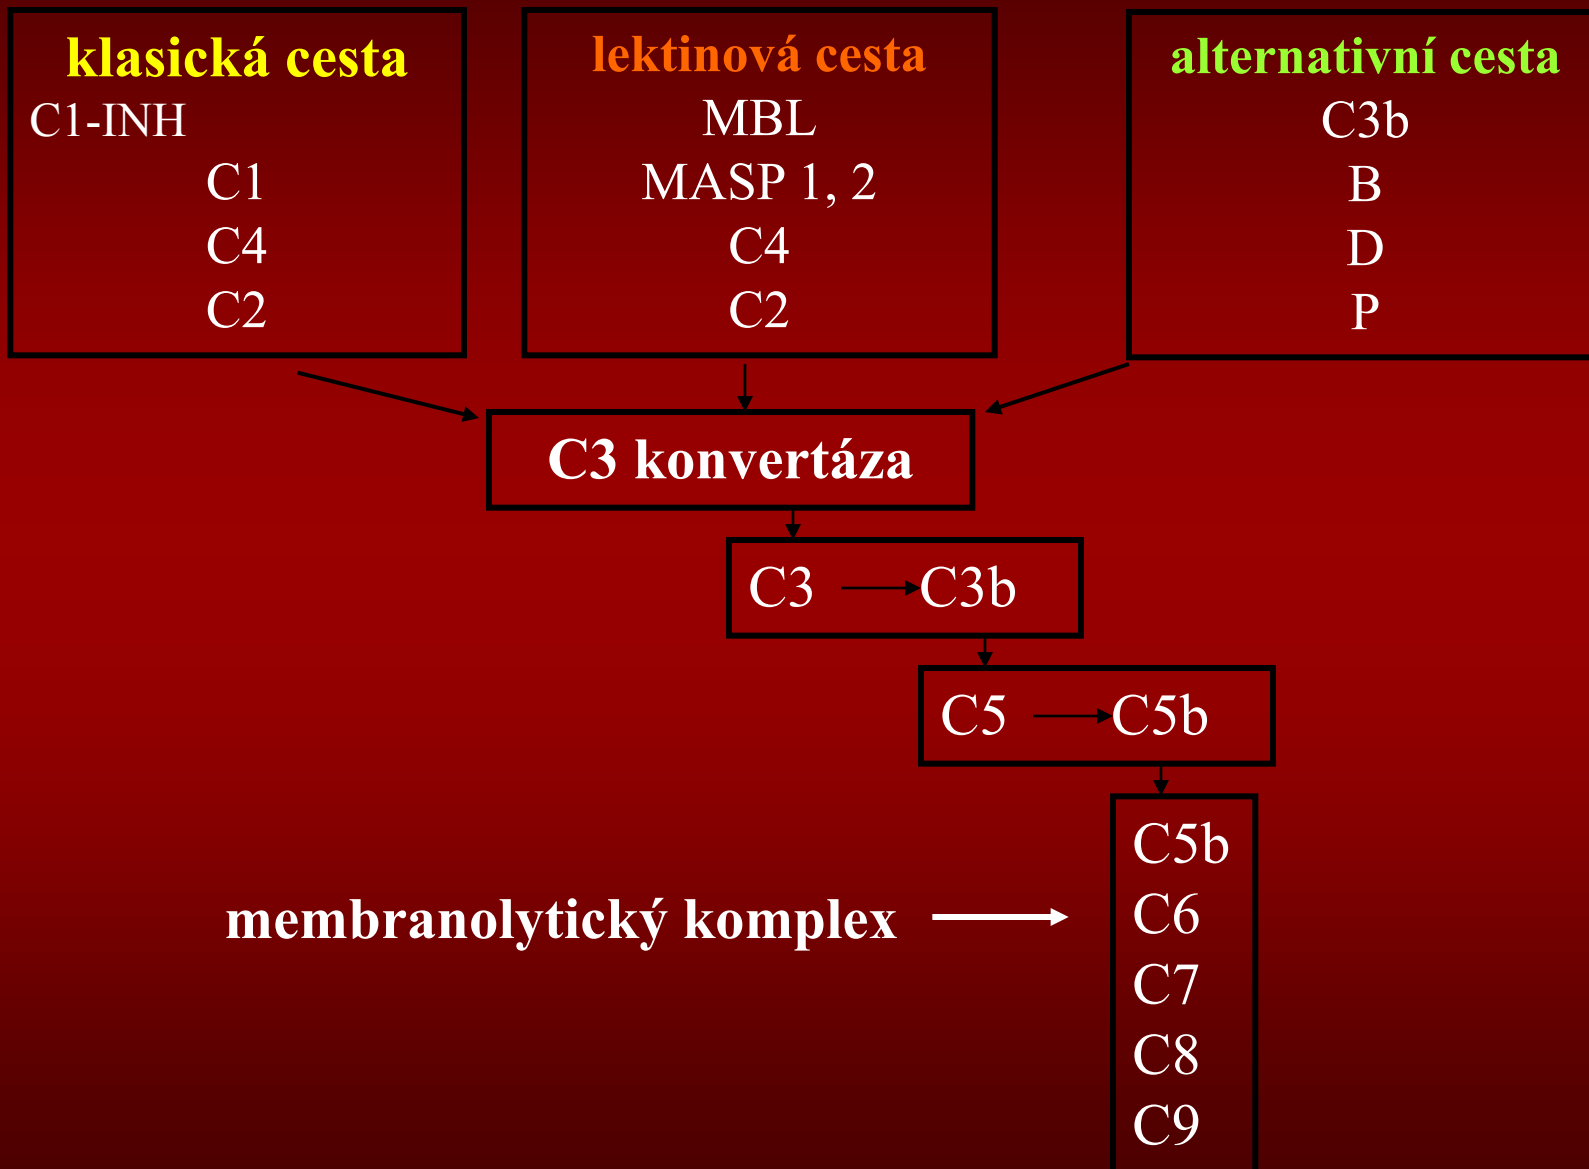 klasická cesta
C1-INH
C1
C4
C2
lektinová cesta
MBL
MASP 1, 2
C4
C2
alternativní cesta
C3b
B
D
P
C3 konvertáza
C3 C3b
C5 C5b
membranolytický komplex
C5b
C6
C7
C8
C9